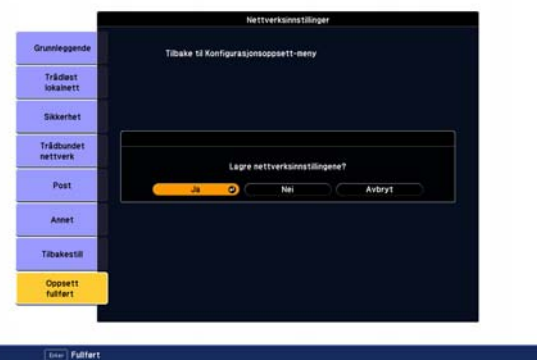 Nettverksinnstillinger
Grunnleggende
Tilbake til Konfigurasjonsoppsett-meny
Trådløst
lokalnett
Sikkerhet
Trådbundet
nettverk
Lagre nettverksinnstillingene?
Post
Ja
Nei
Avbryt
Annet
Tilbakestill
Oppsett
fullført
Enter Fullført